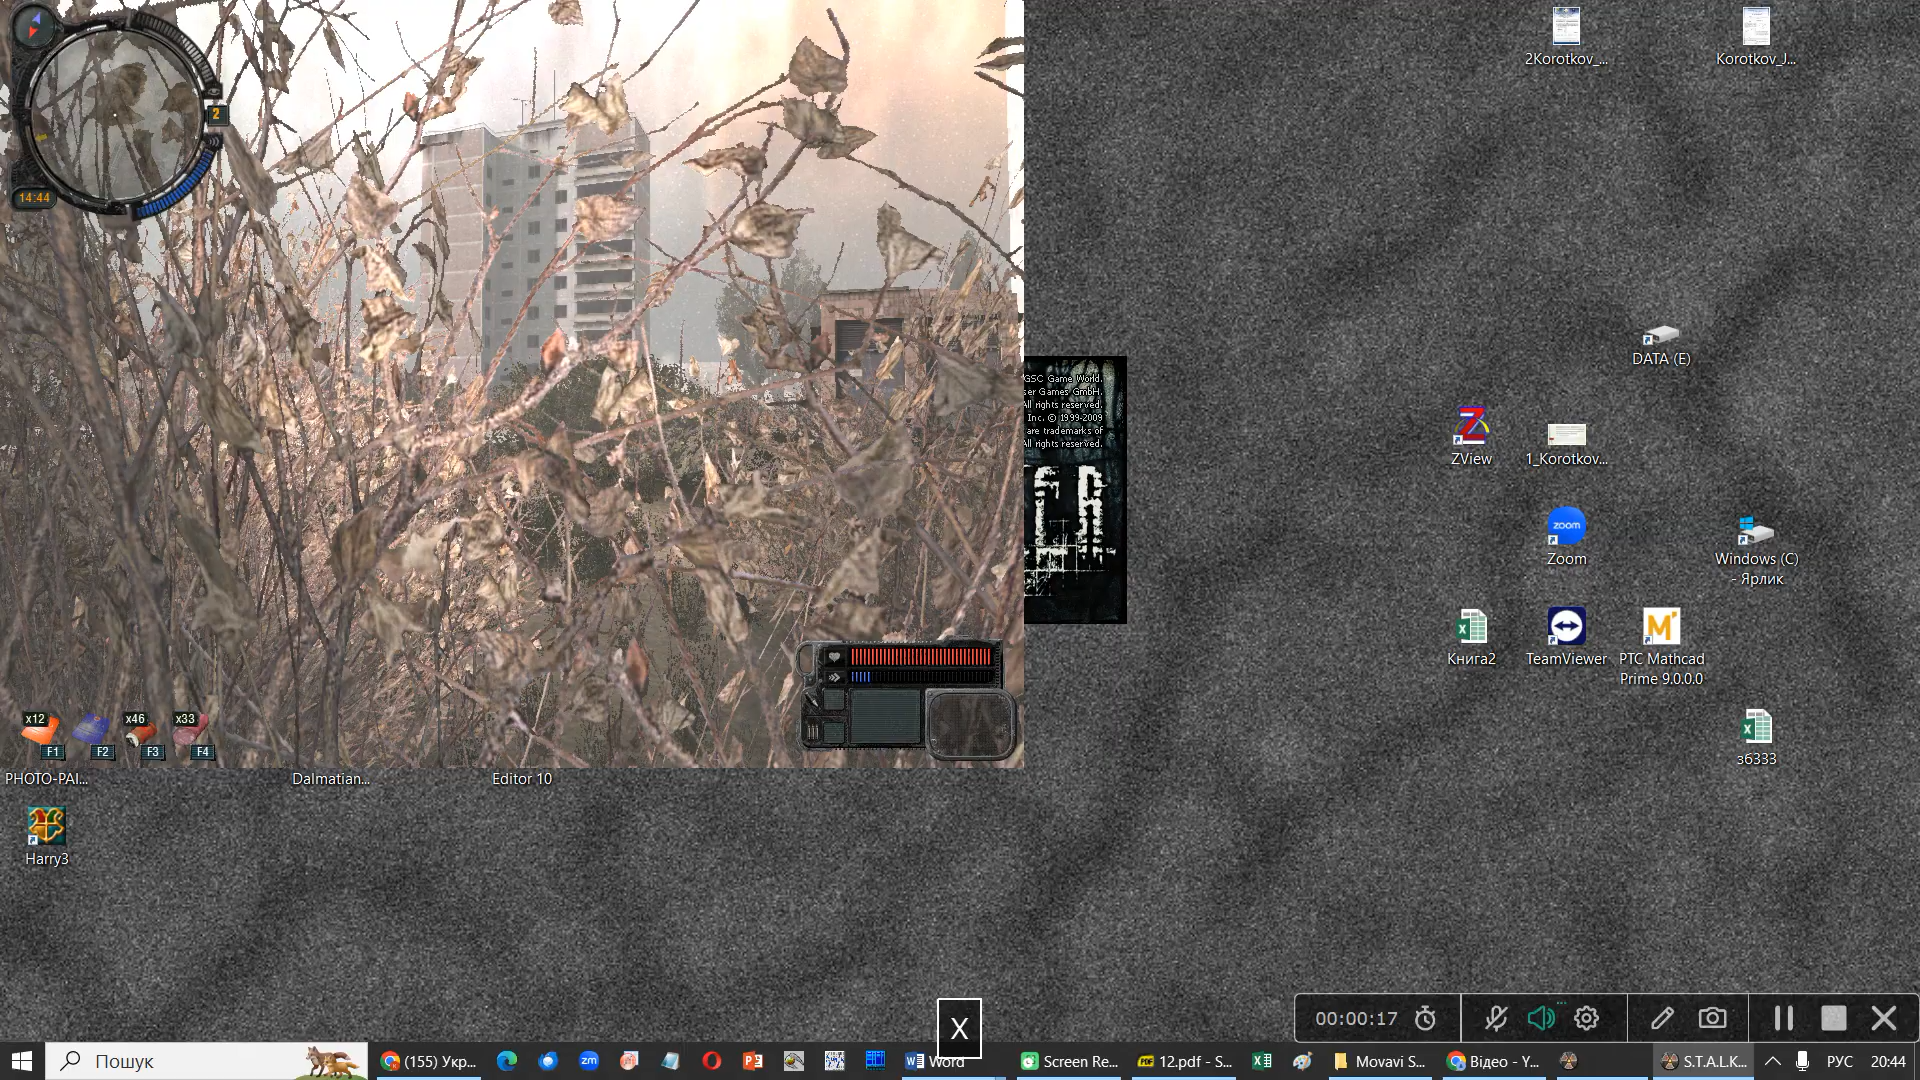 2Korotkov_...
Korotkov_J...
2
14:44
DATA (E)
GSC Game World.
ser Games GmbH.
All rights reserved.
Inc. © 1999-2009
are trademarks of
All rights reserved.
ZView
1_Korotkov...
zoom
Zoom
Windows (C)
- Ярлик
Книга2
TeamViewer
PTC Mathcad
Prime 9.0.0.0
x12
x46
x33
F1
F2
F3
F4
з6333
PHOTO-PAI...
Dalmatian...
Editor 10
Harry3
X
00:00:17
Пошук
(155) Укр...
Word
Screen Re...
12.pdf - S...
Movavi S...
Відео - Y...
S.T.A.L.K...
РУС
20:44